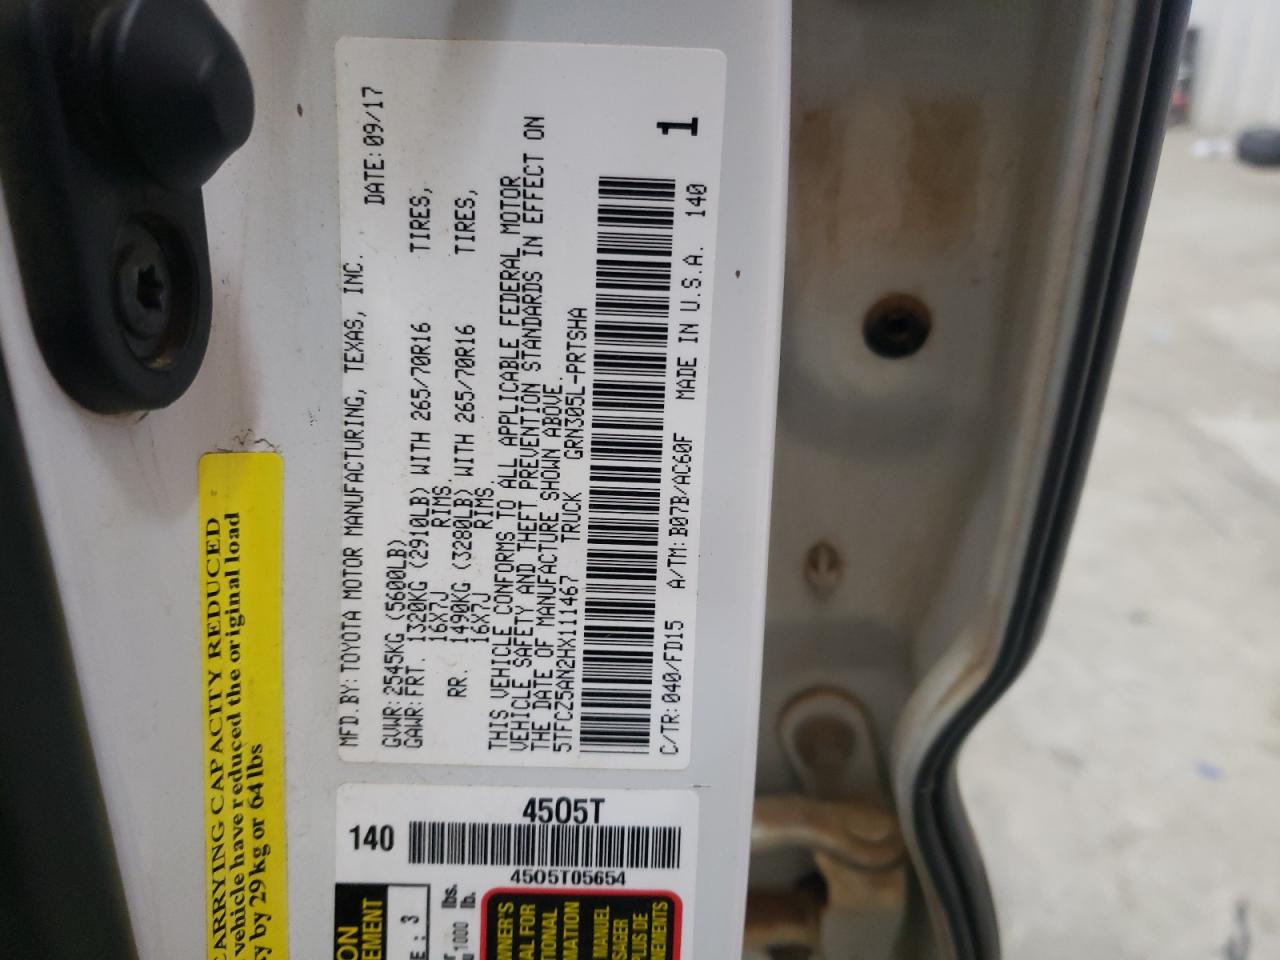 MFD.BY:TOYOTA MOTOR MANUFACTURING, TEXAS, INC.
DATE:09/17
GVWR:2545KG (5600LB)
GAWR:FRT. 1320KG (2910LB) WITH 265/70R16 TIRES,
16X7J RIMS.
RR. 1490KG (3280LB) WITH 265/70R16 TIRES,
16X7J RIMS.
THIS VEHICLE CONFORMS TO ALL APPLICABLE FEDERAL MOTOR
VEHICLE SAFETY AND THEFT PREVENTION STANDARDS IN EFFECT ON
THE DATE OF MANUFACTURE SHOWN ABOVE.
5TFCZ5AN2HX111467 TRUCK GRN305L-PRTSHA
1
C/TR:040/FD15 A/TM:B07B/AC60F MADE IN U.S.A. 140
CARRYING CAPACITY REDUCED
vehicle have reduced the original load
by 29 kg or 64 lbs
4505T
140
4505T05654
3
lbs.
1000 lb.